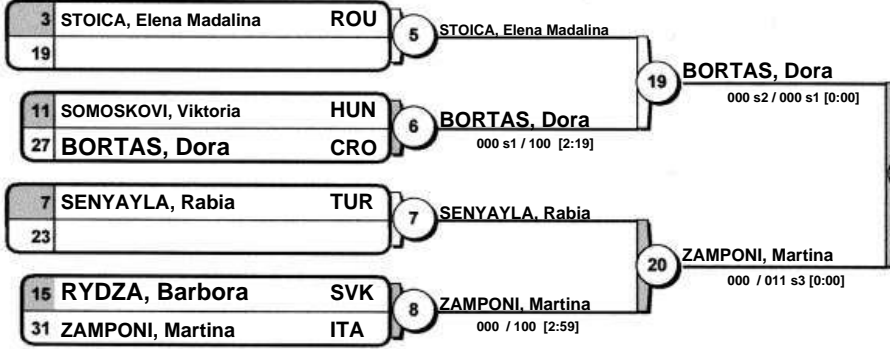 3 STOICA, Elena Madalina ROU
19
5
STOICA, Elena Madalina
11 SOMOSKOVI, Viktoria HUN
27 BORTAS, Dora CRO
6
BORTAS, Dora
000 s1 / 100 [2:19]
19
BORTAS, Dora
000 s2 / 000 s1 [0:00]
7 SENYAYLA, Rabia TUR
23
7
SENYAYLA, Rabia
15 RYDZA, Barbora SVK
31 ZAMPONI, Martina ITA
8
ZAMPONI, Martina
000 / 100 [2:59]
20
ZAMPONI, Martina
000 / 011 s3 [0:00]